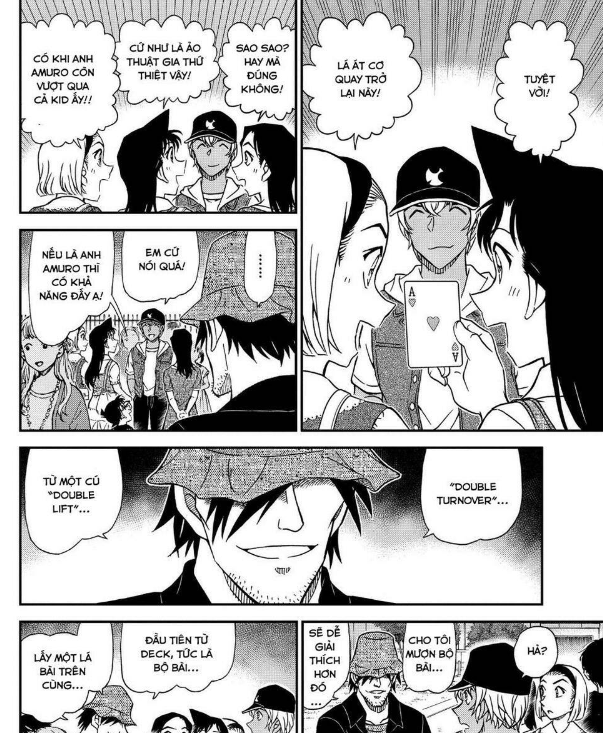 TUYỆT
VỜI!
LÁ ÁT CƠ
QUAY TRỞ
LẠI NÀY!
A
A
SAO SAO?
HAY MÀ
ĐÚNG
KHÔNG!
CỨ NHƯ LÀ ẢO
THUẬT GIA THỨ
THIỆT VẬY!
CÓ KHI ANH
AMURO CÒN
VƯỢT QUA
CẢ KID ẤY!!
......
EM CỨ
NÓI QUÁ!
NẾU LÀ ANH
AMURO THÌ
CÓ KHẢ
NĂNG ĐẤY Ạ!
"DOUBLE
TURNOVER"...
TỪ MỘT CÚ
"DOUBLE
LIFT"...
HẢ?
CHO TÔI
MƯỢN BỘ
BÀI...
SẼ DỄ
GIẢI
THÍCH
HƠN
ĐÓ ...
ĐẦU TIÊN TỪ
DECK, TỨC LÀ
BỘ BÀI...
LẤY MỘT LÁ
BÀI TRÊN
CÙNG...